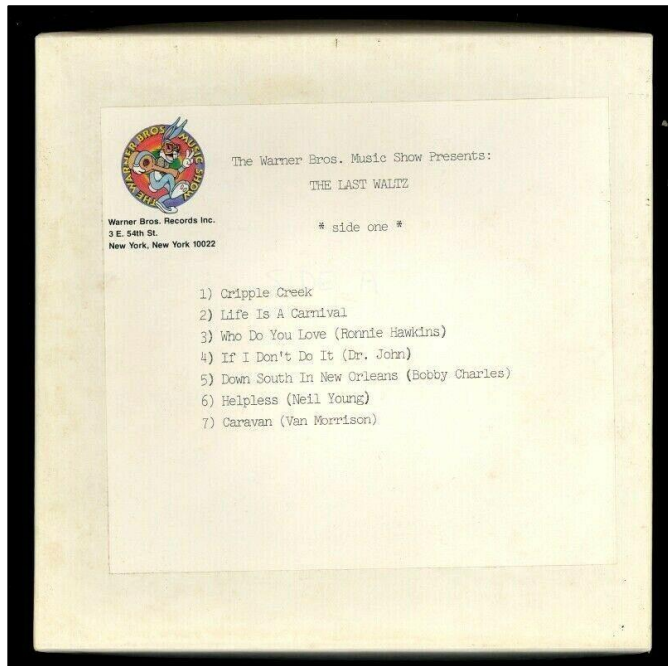 THE WARNER BROS MUSIC SHOW
Warner Bros. Records Inc.
3 E. 54th St.
New York, New York 10022
The Warner Bros. Music Show Presents:
THE LAST WALTZ
* side one *
1) Cripple Creek
2) Life Is A Carnival
3) Who Do You Love (Ronnie Hawkins)
4) If I Don't Do It (Dr. John)
5) Down South In New Orleans (Bobby Charles)
6) Helpless (Neil Young)
7) Caravan (Van Morrison)